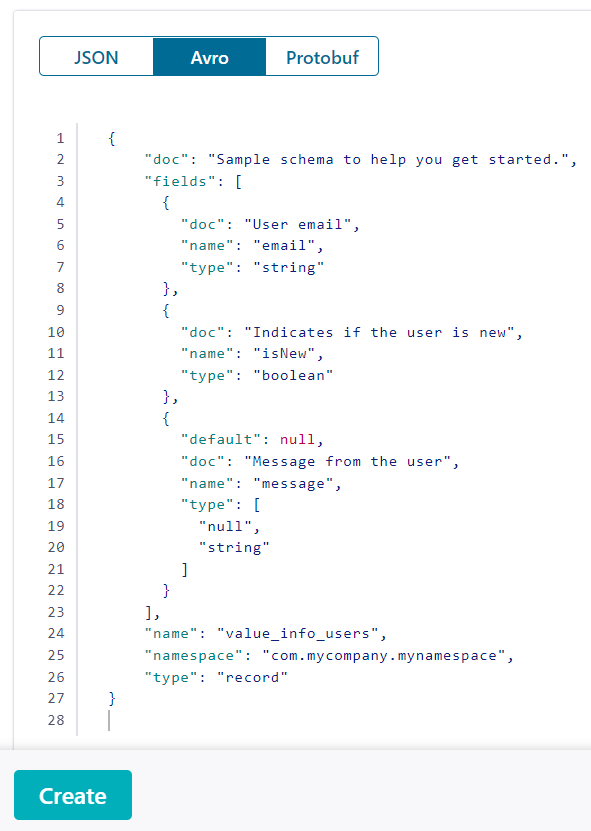 JSON Avro Protobuf
1 {
2 "doc": "Sample schema to help you get started.",
3 "fields": [
4 {
5 "doc": "User email",
6 "name": "email",
7 "type": "string"
8 },
9 {
10 "doc": "Indicates if the user is new",
11 "name": "isNew",
12 "type": "boolean"
13 },
14 {
15 "default": null,
16 "doc": "Message from the user",
17 "name": "message",
18 "type": [
19 "null",
20 "string"
21 ]
22 }
23 ],
24 "name": "value_info_users",
25 "namespace": "com.mycompany.mynamespace",
26 "type": "record"
27 }
28
Create